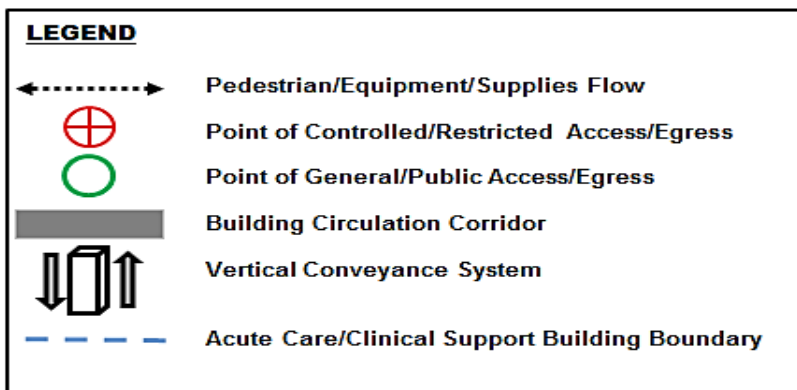 LEGEND
Pedestrian/Equipment/Supplies Flow
Point of Controlled/Restricted Access/Egress
Point of General/Public Access/Egress
Building Circulation Corridor
Vertical Conveyance System
Acute Care/Clinical Support Building Boundary